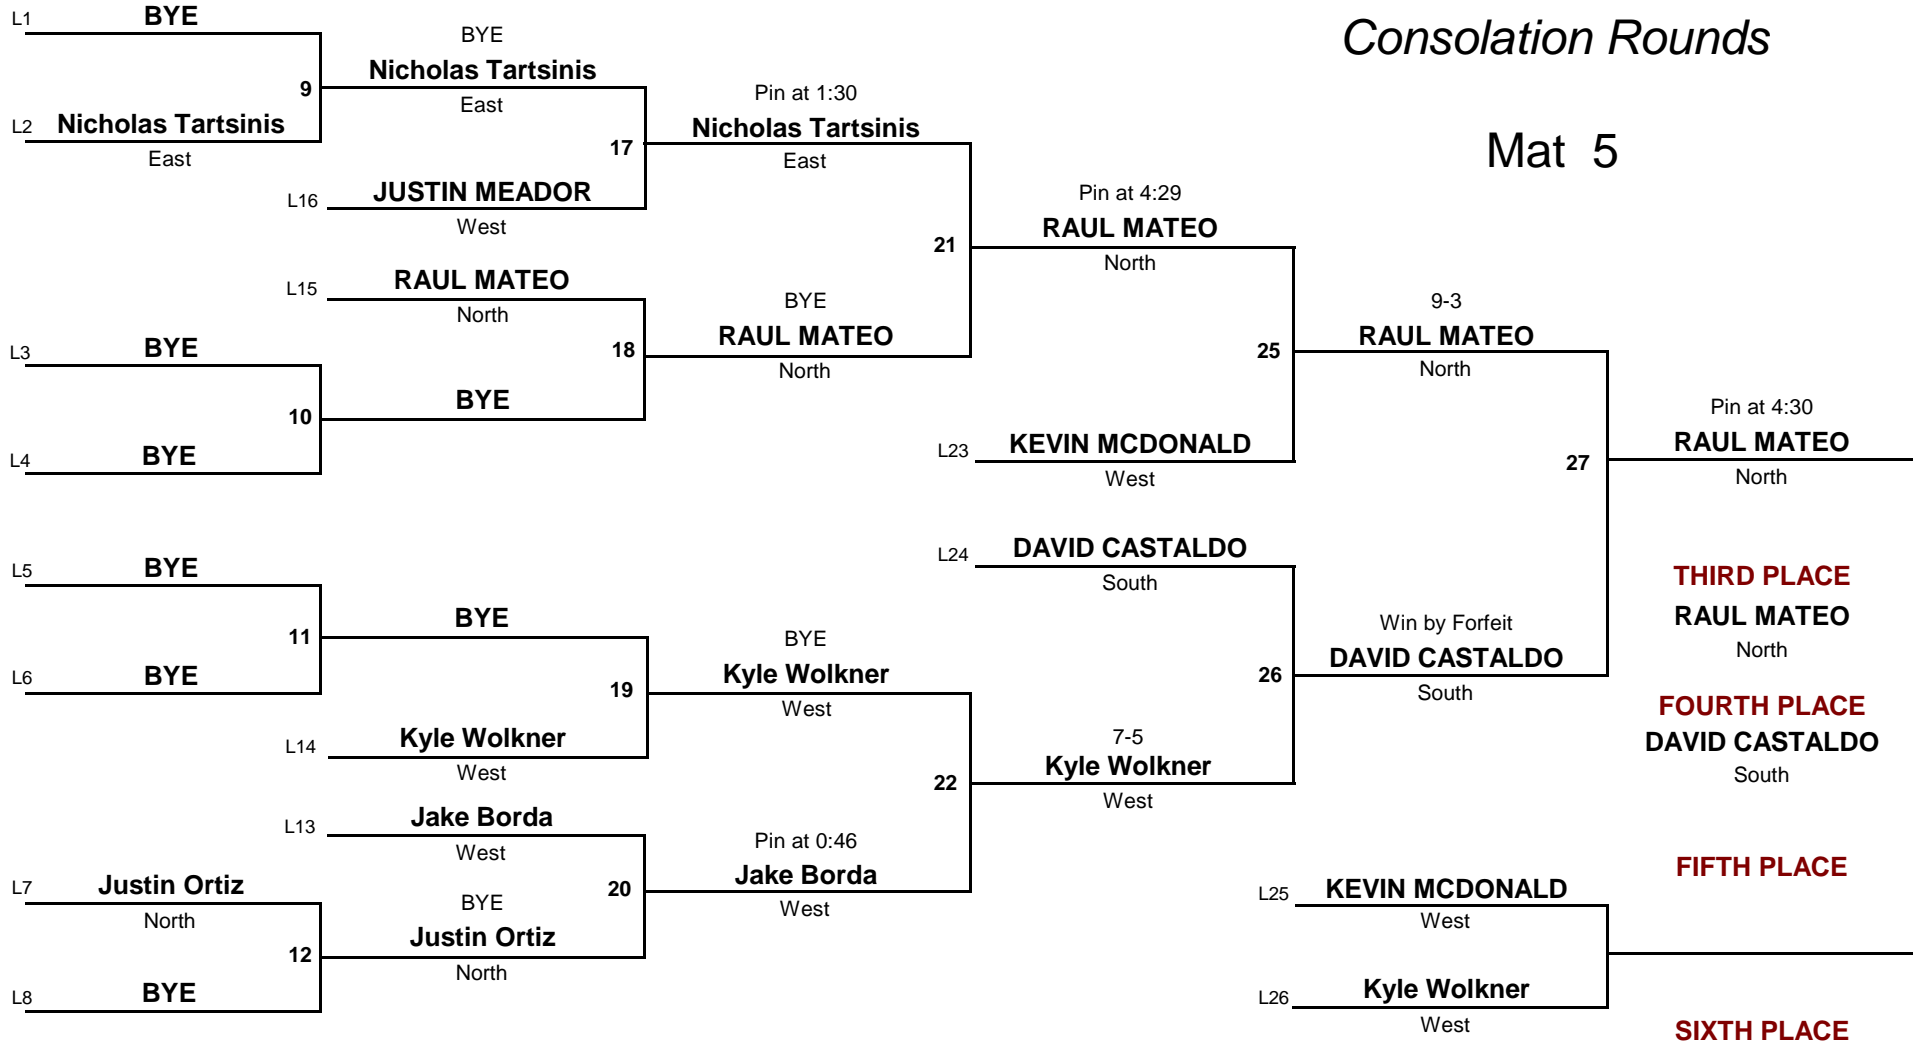 Consolation Rounds
Mat 5
L1 BYE
9
L2 Nicholas Tartsinis
East
BYE
Nicholas Tartsinis
East
17
L16 JUSTIN MEADOR
West
Pin at 1:30
Nicholas Tartsinis
East
21
L15 RAUL MATEO
North
18
BYE
RAUL MATEO
North
L3 BYE
10
L4 BYE
BYE
Pin at 4:29
RAUL MATEO
North
25
L23 KEVIN MCDONALD
West
9-3
RAUL MATEO
North
27
Pin at 4:30
RAUL MATEO
North
L5 BYE
11
L6 BYE
BYE
19
L14 Kyle Wolkner
West
BYE
Kyle Wolkner
West
22
L13 Jake Borda
West
20
L7 Justin Ortiz
North
12
L8 BYE
BYE
Justin Ortiz
North
Pin at 0:46
Jake Borda
West
L24 DAVID CASTALDO
South
26
7-5
Kyle Wolkner
West
Win by Forfeit
DAVID CASTALDO
South
THIRD PLACE
RAUL MATEO
North
FOURTH PLACE
DAVID CASTALDO
South
L25 KEVIN MCDONALD
West
L26 Kyle Wolkner
West
FIFTH PLACE
SIXTH PLACE